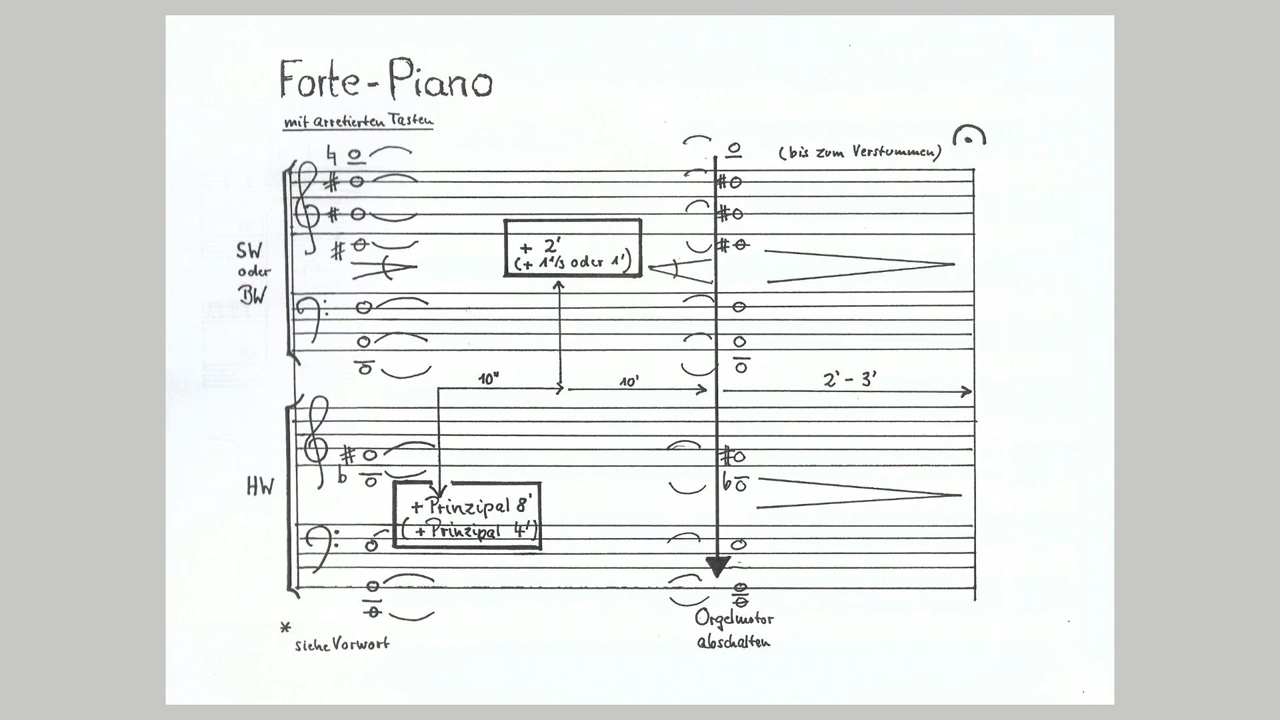 Forte-Piano
mit arretierten Tasten
(bis zum Verstummen)
SW
oder
BW
+ 2'
(+ 1 1/3 oder 1')
10"
10'
2' - 3'
HW
+ Prinzipal 8'
(+ Prinzipal 4')
Orgelmotor
abschalten
*
siehe Vorwort